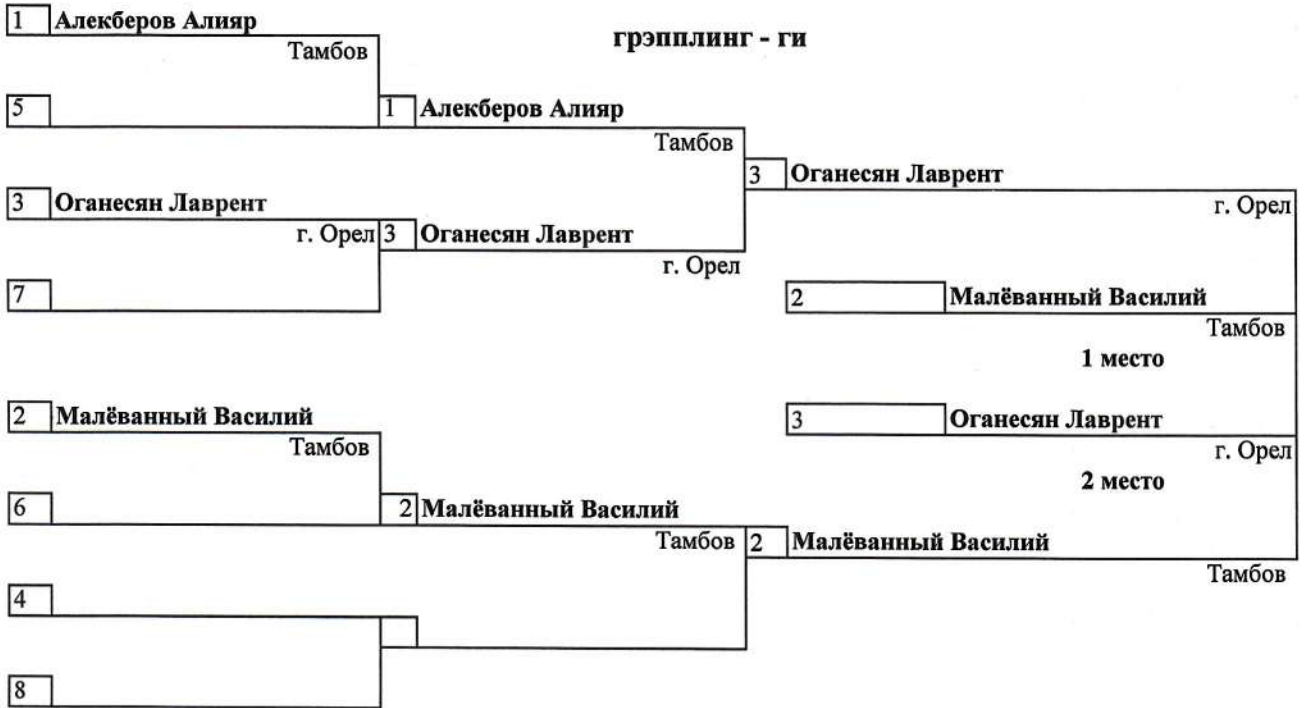 1 Алекберов Алияр
грэпплинг - ги
Тамбов
5
1 Алекберов Алияр
Тамбов
3 Оганесян Лаврент
3 Оганесян Лаврент
г. Орел
г. Орел
3 Оганесян Лаврент
г. Орел
7
2 Малёванный Василий
Тамбов
1 место
2 Малёванный Василий
3 Оганесян Лаврент
Тамбов
г. Орел
2 место
6
2 Малёванный Василий
Тамбов
2 Малёванный Василий
Тамбов
4
8